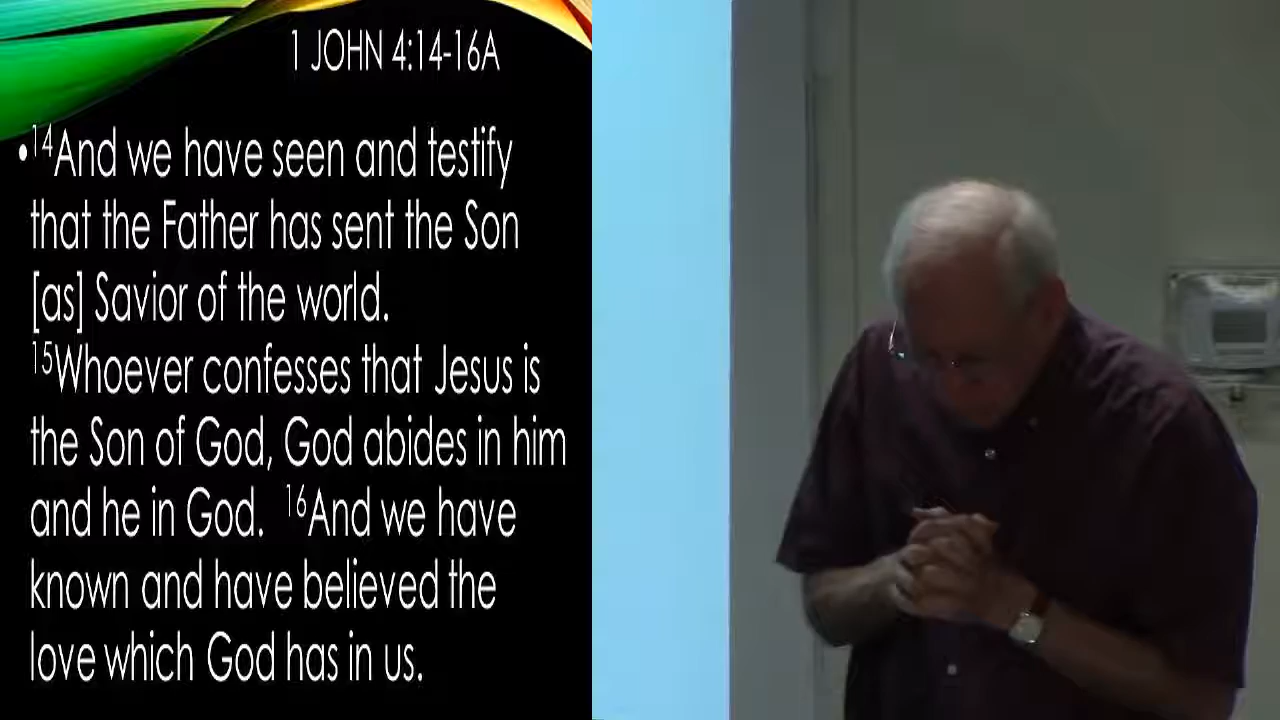 1 JOHN 4:14-16A
•¹⁴And we have seen and testify
that the Father has sent the Son
[as] Savior of the world.
¹⁵Whoever confesses that Jesus is
the Son of God, God abides in him
and he in God. ¹⁶And we have
known and have believed the
love which God has in us.